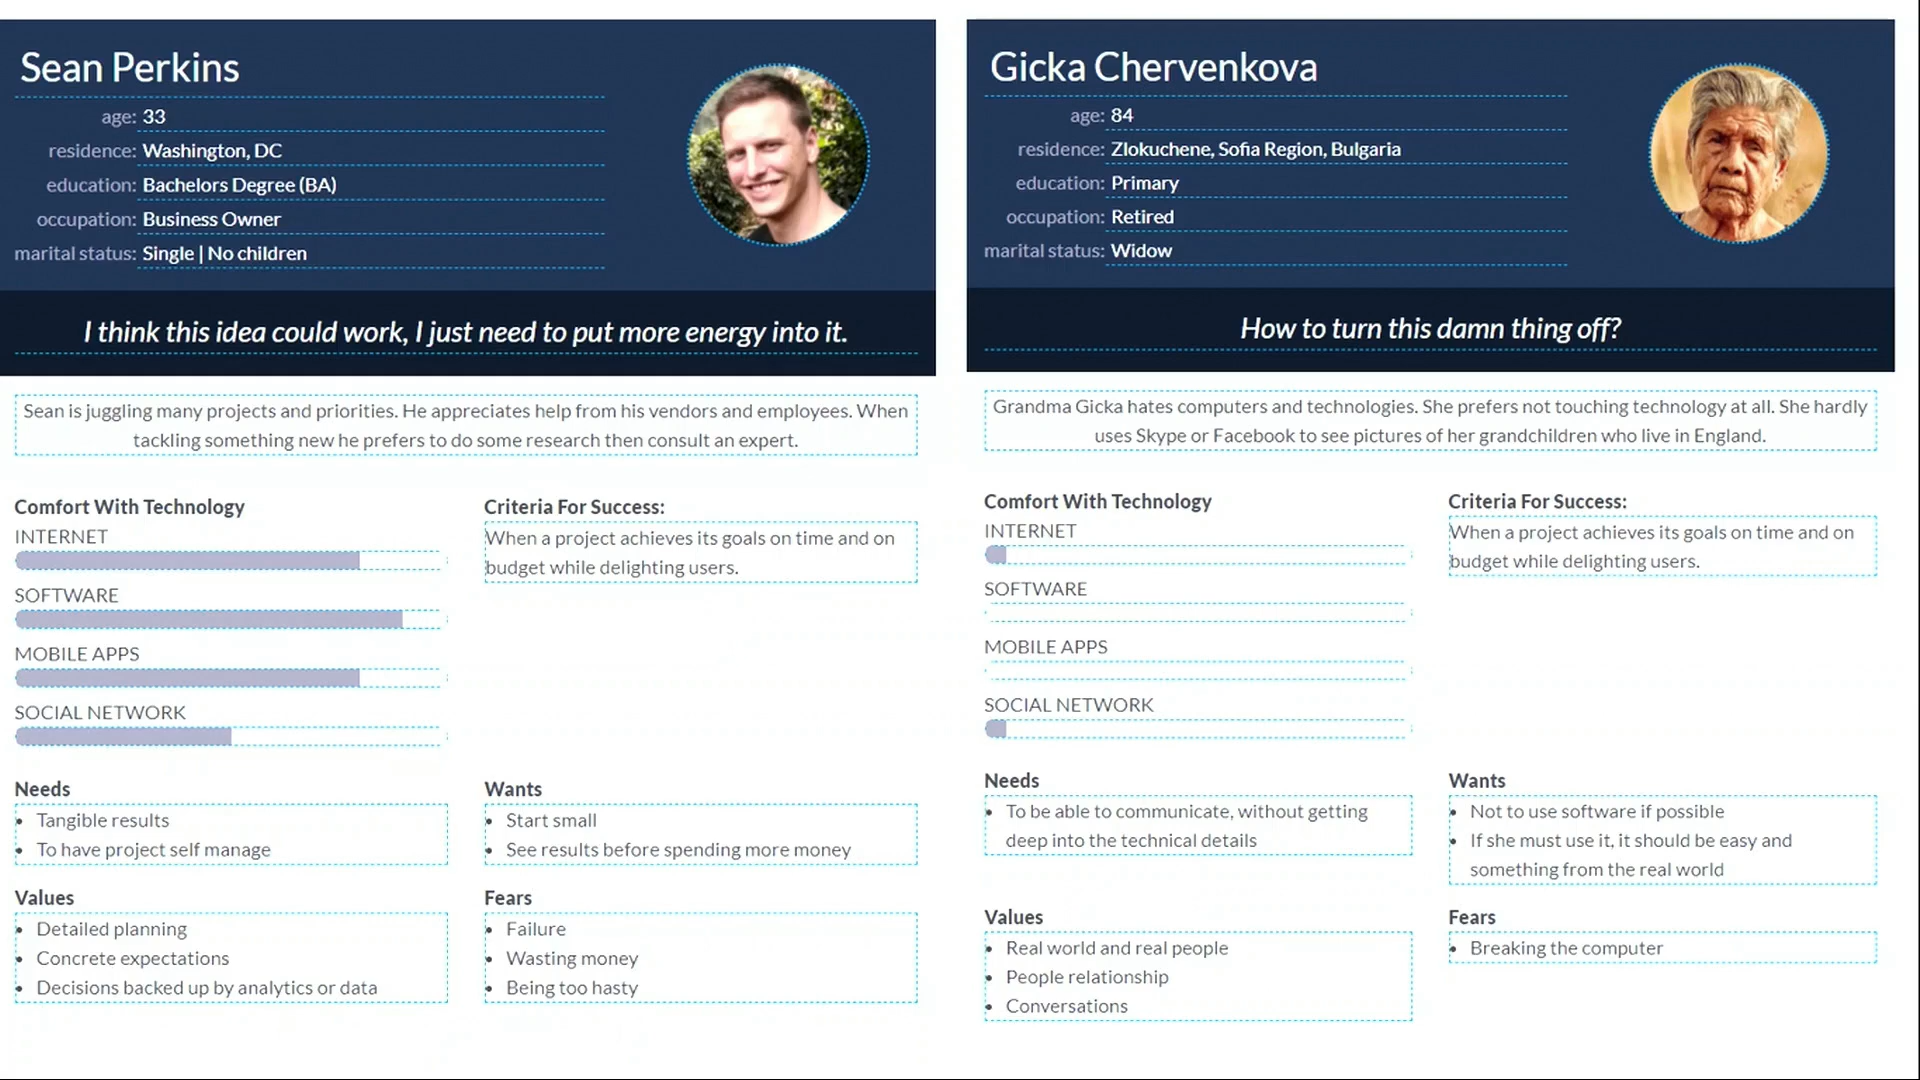 Sean Perkins
age: 33
residence: Washington, DC
education: Bachelors Degree (BA)
occupation: Business Owner
marital status: Single | No children
I think this idea could work, I just need to put more energy into it.
Sean is juggling many projects and priorities. He appreciates help from his vendors and employees. When
tackling something new he prefers to do some research then consult an expert.
Comfort With Technology
INTERNET
SOFTWARE
MOBILE APPS
SOCIAL NETWORK
Criteria For Success:
When a project achieves its goals on time and on
budget while delighting users.
Needs
• Tangible results
• To have project self manage
Wants
• Start small
• See results before spending more money
Values
• Detailed planning
• Concrete expectations
• Decisions backed up by analytics or data
Fears
• Failure
• Wasting money
• Being too hasty
Gicka Chervenkova
age: 84
residence: Zlokuchene, Sofia Region, Bulgaria
education: Primary
occupation: Retired
marital status: Widow
How to turn this damn thing off?
Grandma Gicka hates computers and technologies. She prefers not touching technology at all. She hardly
uses Skype or Facebook to see pictures of her grandchildren who live in England.
Comfort With Technology
INTERNET
SOFTWARE
MOBILE APPS
SOCIAL NETWORK
Criteria For Success:
When a project achieves its goals on time and on
budget while delighting users.
Needs
• To be able to communicate, without getting
deep into the technical details
Wants
• Not to use software if possible
• If she must use it, it should be easy and
something from the real world
Values
• Real world and real people
• People relationship
• Conversations
Fears
• Breaking the computer